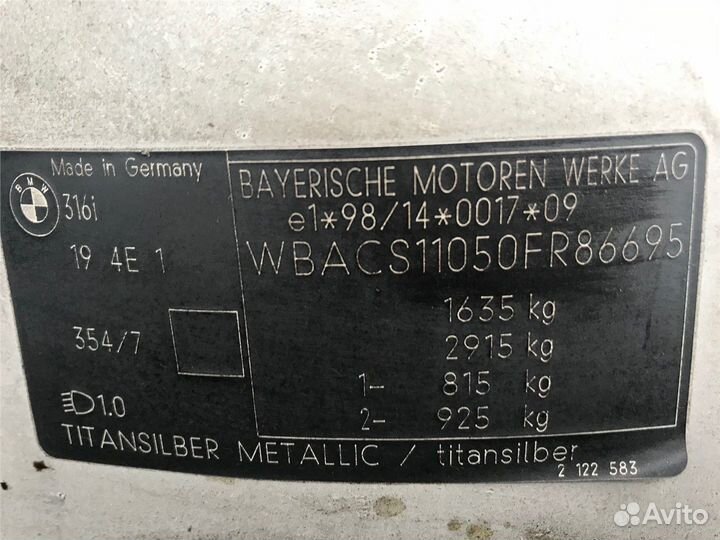 BMW
Made in Germany
316i
19 4E 1
354/7
1.0
BAYERISCHE MOTOREN WERKE AG
e1*98/14*0017*09
WBACS11050FR86695
1635 kg
2915 kg
1- 815 kg
2- 925 kg
TITANSILBER METALLIC / titansilber
2 122 583
Avito